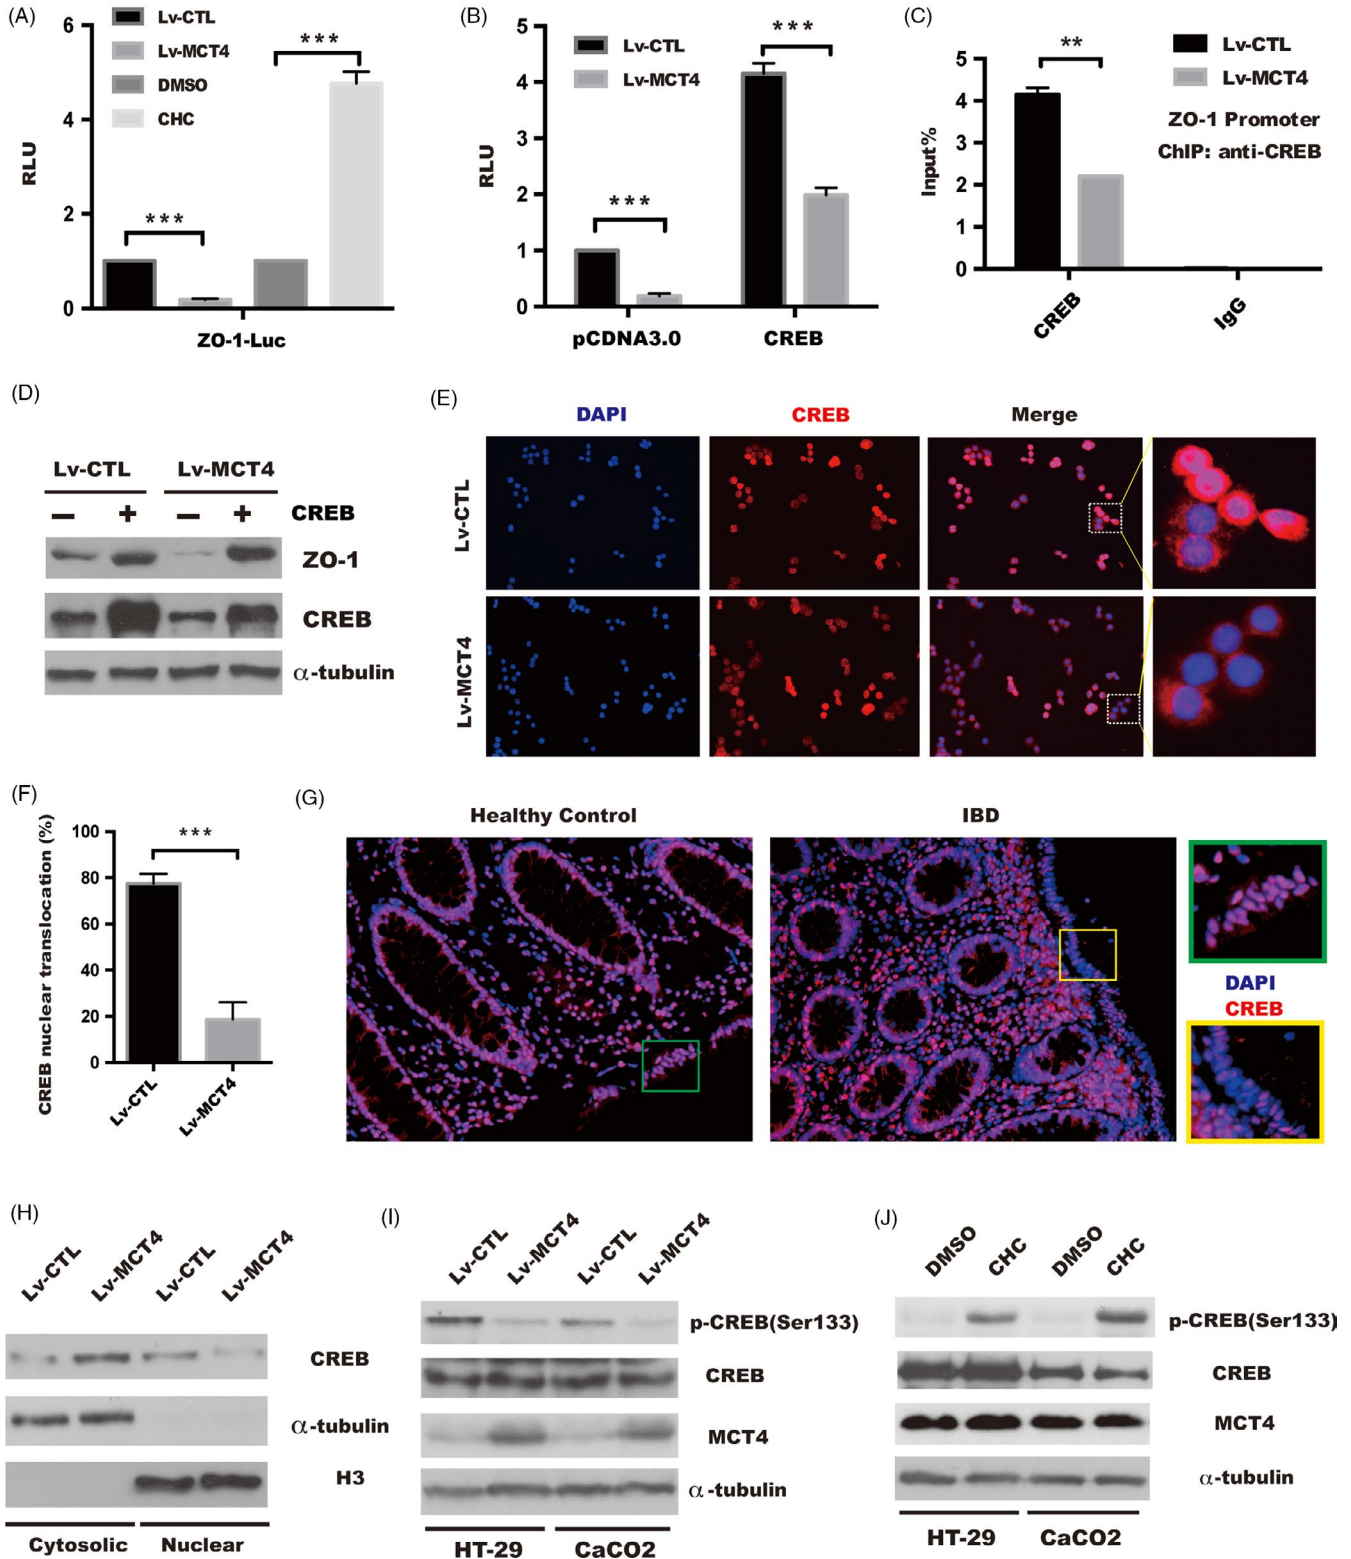 (A)
6
4
2
0
RLU
Lv-CTL
Lv-MCT4
DMSO
CHC
***
***
ZO-1-Luc
(B)
5
4
3
2
1
0
RLU
Lv-CTL
Lv-MCT4
***
***
pCDNA3.0
CREB
(C)
5
4
3
2
1
0
Input%
**
Lv-CTL
Lv-MCT4
ZO-1 Promoter
ChIP: anti-CREB
CREB
IgG
(D)
Lv-CTL Lv-MCT4
− + − + CREB
ZO-1
CREB
α-tubulin
(E)
DAPI CREB Merge
Lv-CTL
Lv-MCT4
(F)
100
80
60
40
20
0
CREB nuclear translocation (%)
***
Lv-CTL
Lv-MCT4
(G)
Healthy Control IBD
DAPI
CREB
(H)
Lv-CTL Lv-MCT4 Lv-CTL Lv-MCT4
CREB
α-tubulin
H3
Cytosolic Nuclear
(I)
Lv-CTL Lv-MCT4 Lv-CTL Lv-MCT4
p-CREB(Ser133)
CREB
MCT4
α-tubulin
HT-29 CaCO2
(J)
DMSO CHC DMSO CHC
p-CREB(Ser133)
CREB
MCT4
α-tubulin
HT-29 CaCO2